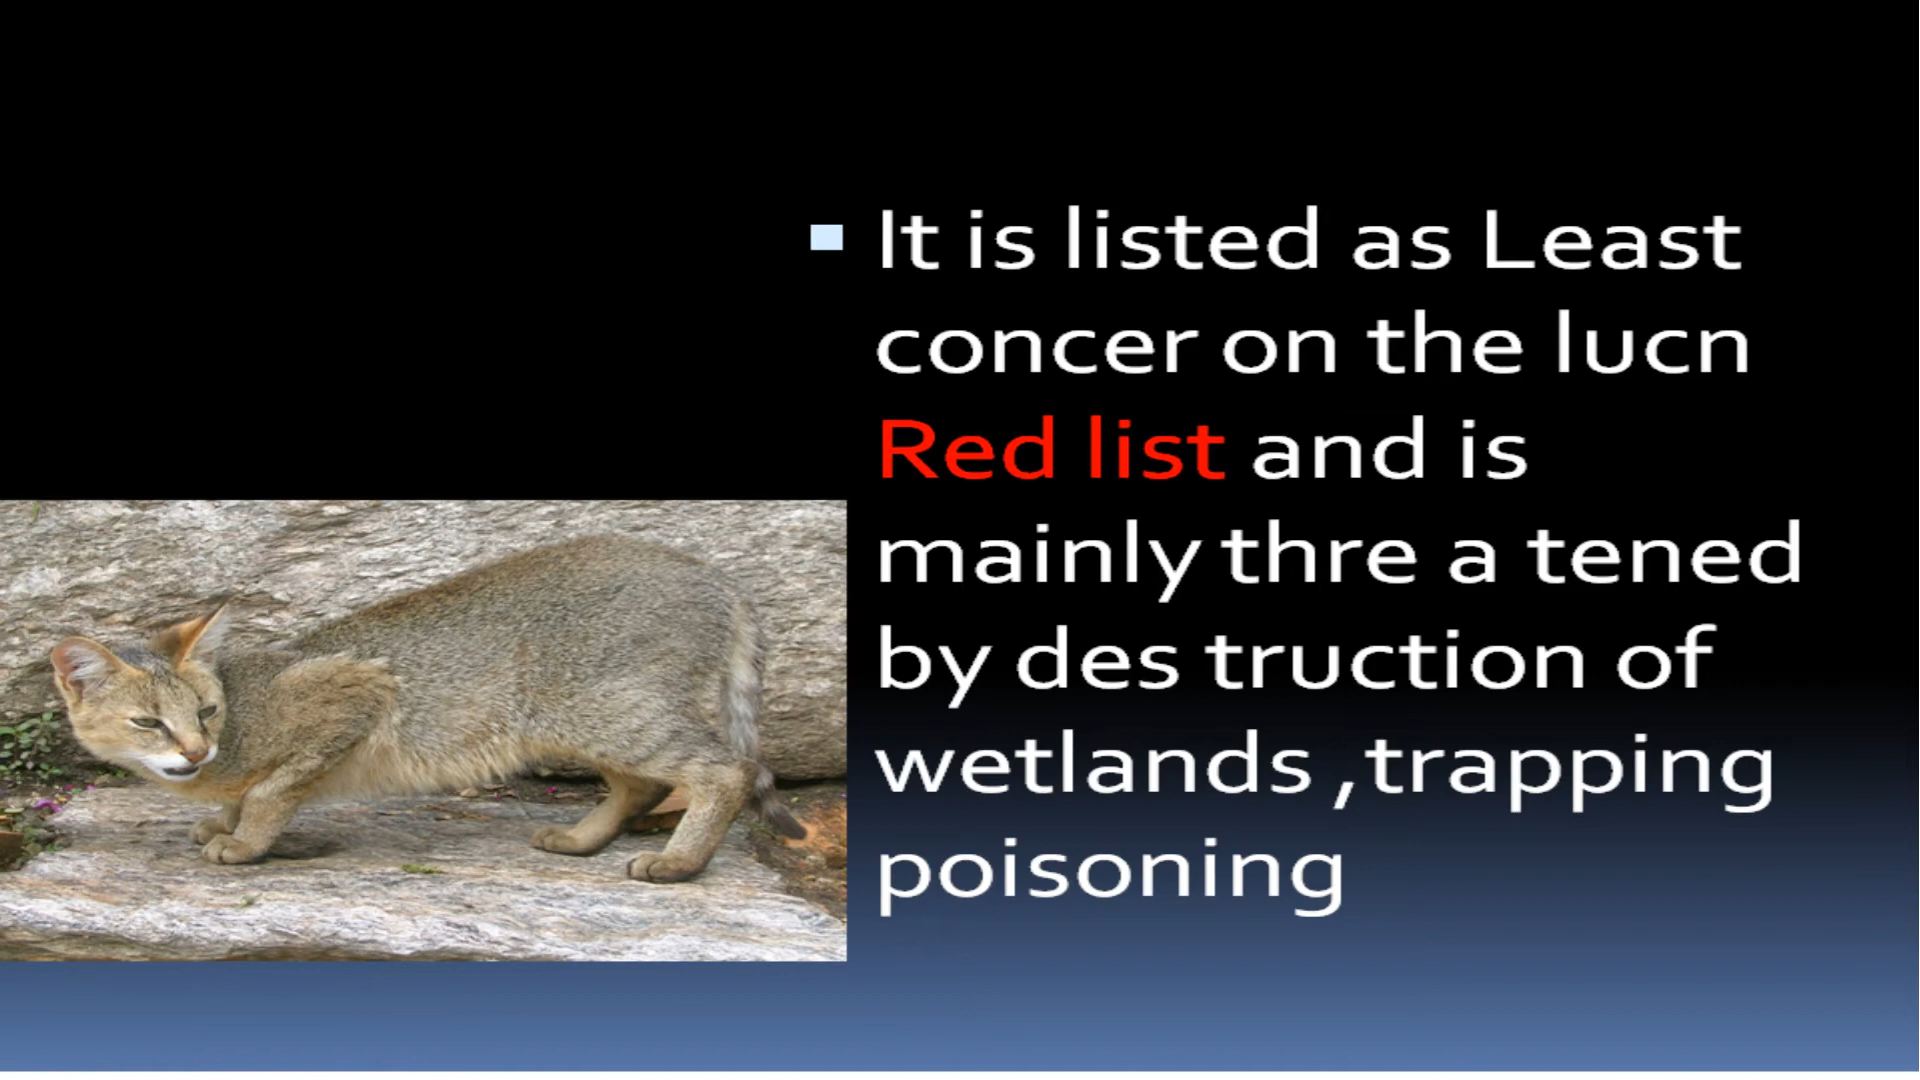 It is listed as Least
concer on the lucn
Red list and is
mainly thre a tened
by des truction of
wetlands ,trapping
poisoning